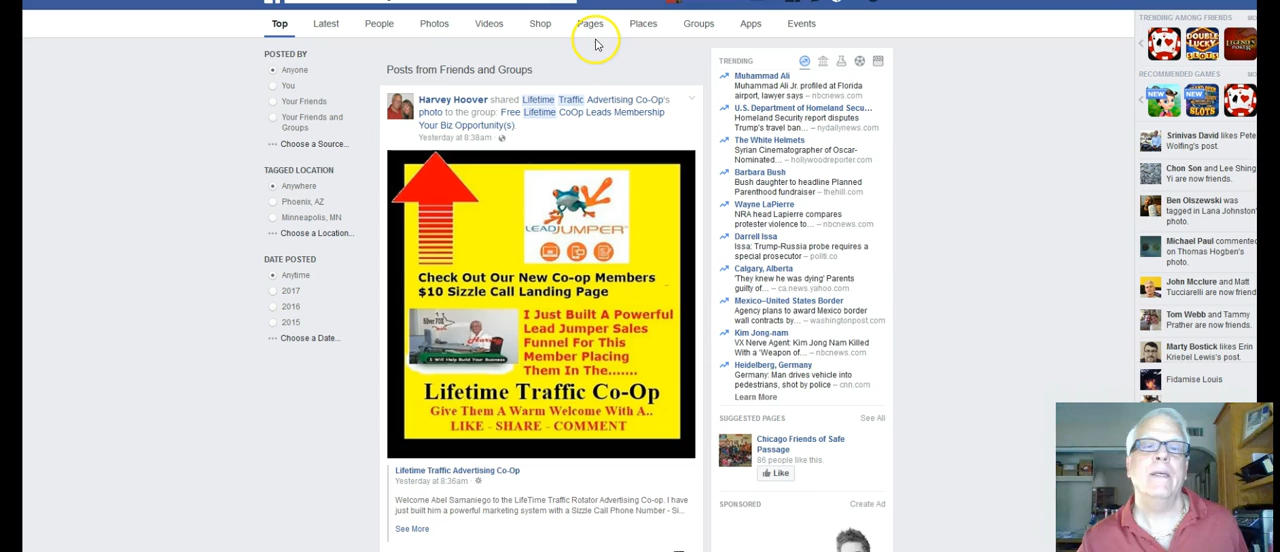 Top Latest People Photos Videos Shop Pages Places Groups Apps Events
POSTED BY
Anyone
You
Your Friends
Your Friends and
Groups
Choose a Source...
TAGGED LOCATION
Anywhere
Phoenix, AZ
Minneapolis, MN
Choose a Location...
DATE POSTED
Anytime
2017
2016
2015
Choose a Date...
Posts from Friends and Groups
Harvey Hoover shared Lifetime Traffic Advertising Co-Op's
photo to the group: Free Lifetime CoOp Leads Membership
Your Biz Opportunity(s).
Yesterday at 8:38am
LEADJUMPER
Check Out Our New Co-op Members
$10 Sizzle Call Landing Page
I Just Built A Powerful
Lead Jumper Sales
Funnel For This
Member Placing
Them In the.......
I Will Help Build Your Business
Lifetime Traffic Co-Op
Give Them A Warm Welcome With A..
LIKE - SHARE - COMMENT
Lifetime Traffic Advertising Co-Op
Yesterday at 8:36am
Welcome Abel Samaniego to the LifeTime Traffic Rotator Advertising Co-op. I have
just built him a powerful marketing system with a Sizzle Call Phone Number - Si...
See More
TRENDING
Muhammad Ali
Muhammad Ali Jr. profiled at Florida
airport, lawyer says – nbcnews.com
U.S. Department of Homeland Secu...
Homeland Security report disputes
Trump's travel ban... – nydailynews.com
The White Helmets
Syrian Cinematographer of Oscar-
Nominated... – hollywoodreporter.com
Barbara Bush
Bush daughter to headline Planned
Parenthood fundraiser – thehill.com
Wayne LaPierre
NRA head Lapierre compares
protester violence to... – nbcnews.com
Darrell Issa
Issa: Trump-Russia probe requires a
special prosecutor – politi.co
Calgary, Alberta
'They knew he was dying' Parents
guilty of... – ca.news.yahoo.com
Mexico–United States Border
Agency plans to award Mexico border
wall contracts by... – washingtonpost.com
Kim Jong-nam
VX Nerve Agent: Kim Jong Nam Killed
With a 'Weapon of... – nbcnews.com
Heidelberg, Germany
Germany: Man drives vehicle into
pedestrians, shot by police – cnn.com
Learn More
SUGGESTED PAGES See All
Chicago Friends of Safe
Passage
86 people like this.
Like
SPONSORED Create Ad
TRENDING AMONG FRIENDS MO
DOUBLE
LUCKY
SLOTS
RECOMMENDED GAMES MO
NEW
NEW
Srinivas David likes Pete
Wolfing's post.
Chon Son and Lee Shing
Yi are now friends.
Ben Olszewski was
tagged in Lana Johnston'
photo.
Michael Paul commented
on Thomas Hogben's
photo.
John Mcclure and Matt
Tucciarelli are now friend
Tom Webb and Tammy
Prather are now friends.
Marty Bostick likes Erin
Kriebel Lewis's post.
Fidamise Louis